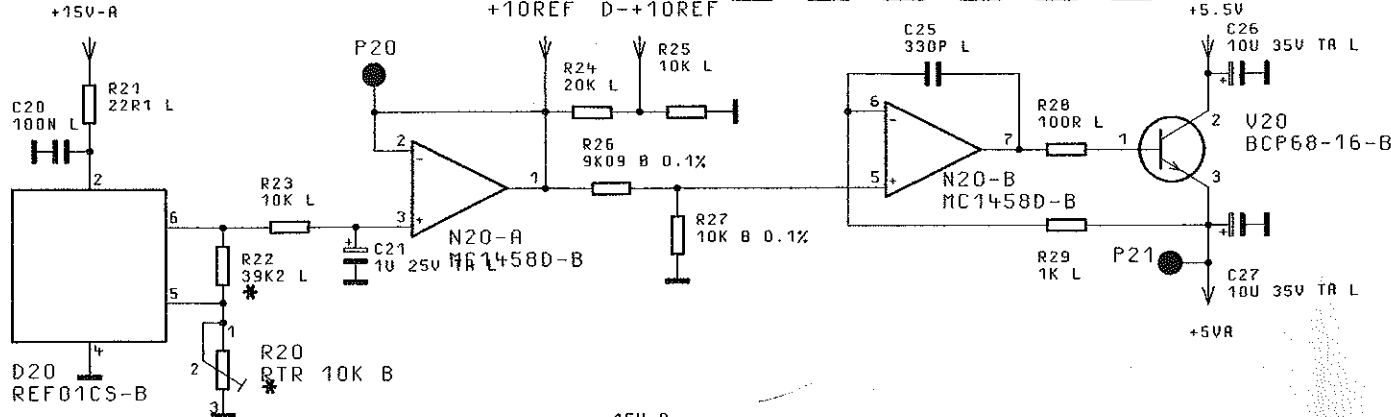 +15V-A
+10REF D-+10REF
+5.5V
P20
C25
330P L
C26
10U 35V TA L
R21
22R1 L
R24
20K L
R25
10K L
C20
100N L
2
2
6
R28
100R L
2
V20
BCP68-16-B
7
1
R26
9K09 B 0.1%
3
R23
10K L
1
5
N20-B
MC1458D-B
6
3
N20-A
MC1458D-B
R27
10K B 0.1%
C21
1U 25V TA L
R22
39K2 L
*
R29
1K L
P21
C27
10U 35V TA L
5
+5VA
1
4
2
R20
RTR 10K B
*
D20
REF01CS-B
3
15V-A